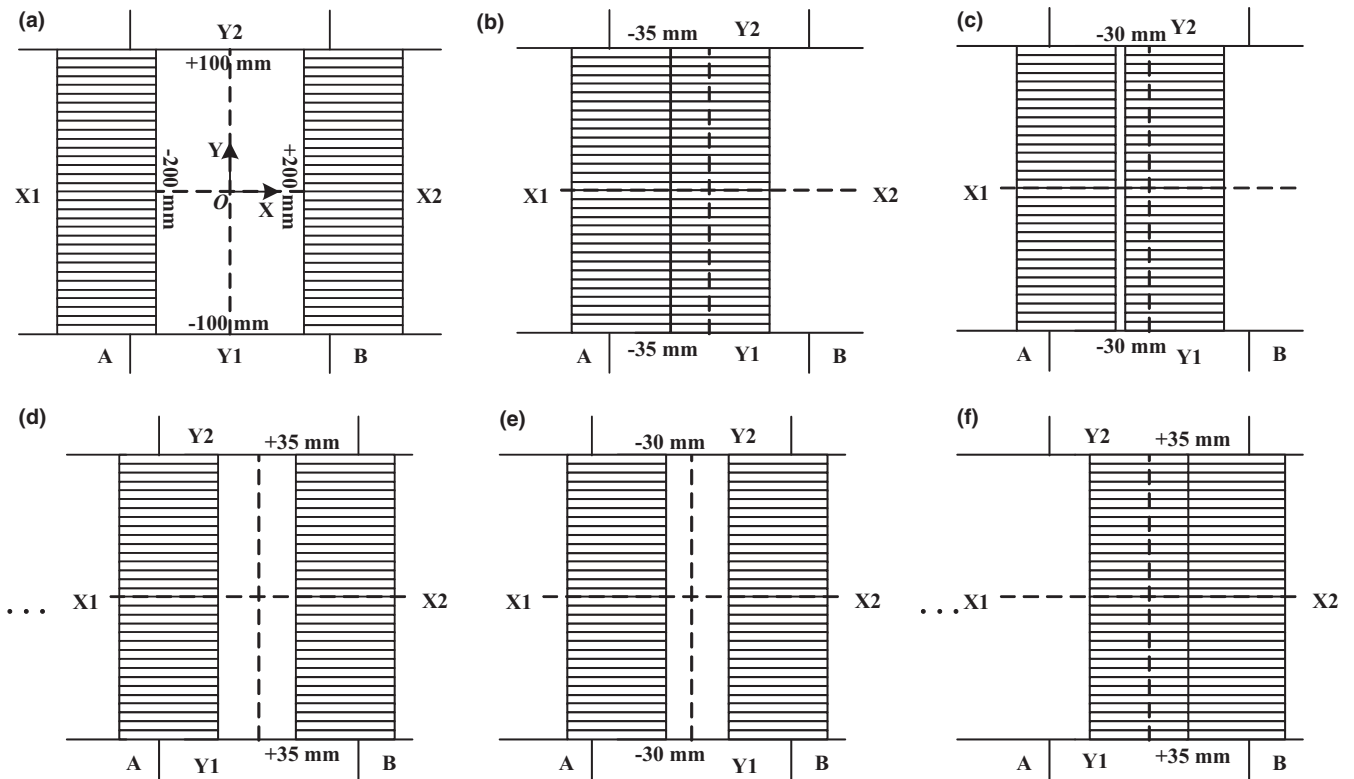 (a)
Y2
+100 mm
Y
-200 mm
+200 mm
X1
O
X
X2
-100 mm
A
Y1
B
(b)
-35 mm
Y2
X1
X2
-35 mm
A
Y1
B
(c)
-30 mm
Y2
X1
-30 mm
A
Y1
B
(d)
Y2
+35 mm
...
X1
X2
A
Y1
+35 mm
B
(e)
-30 mm
Y2
X1
X2
A
-30 mm
Y1
B
(f)
Y2
+35 mm
...
X1
X2
A
Y1
+35 mm
B